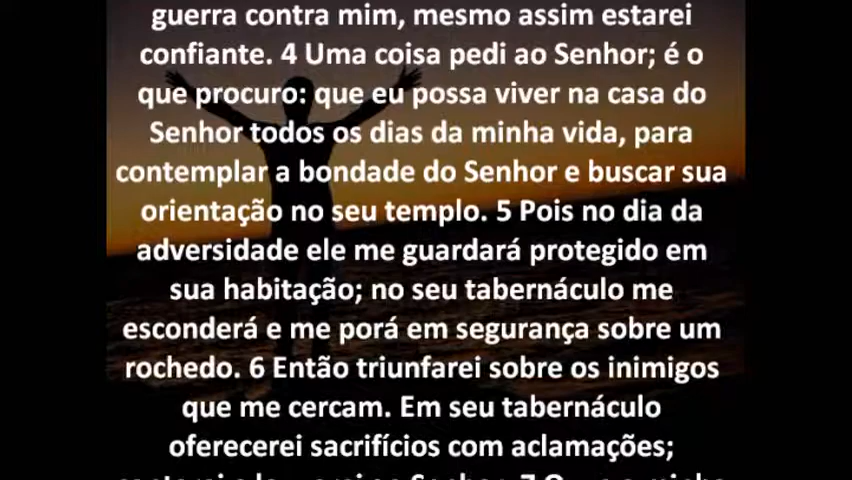 guerra contra mim, mesmo assim estarei
confiante. 4 Uma coisa pedi ao Senhor; é o
que procuro: que eu possa viver na casa do
Senhor todos os dias da minha vida, para
contemplar a bondade do Senhor e buscar sua
orientação no seu templo. 5 Pois no dia da
adversidade ele me guardará protegido em
sua habitação; no seu tabernáculo me
esconderá e me porá em segurança sobre um
rochedo. 6 Então triunfarei sobre os inimigos
que me cercam. Em seu tabernáculo
oferecerei sacrifícios com aclamações;